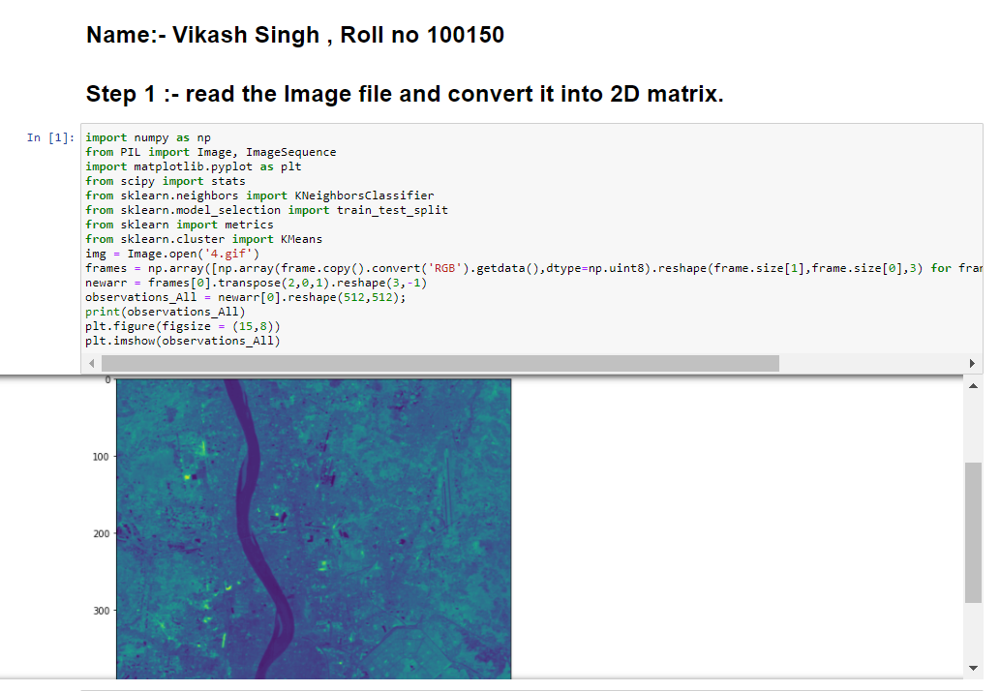 Name:- Vikash Singh , Roll no 100150
Step 1 :- read the Image file and convert it into 2D matrix.
In [1]:
import numpy as np
from PIL import Image, ImageSequence
import matplotlib.pyplot as plt
from scipy import stats
from sklearn.neighbors import KNeighborsClassifier
from sklearn.model_selection import train_test_split
from sklearn import metrics
from sklearn.cluster import KMeans
img = Image.open('4.gif')
frames = np.array([np.array(frame.copy().convert('RGB').getdata(),dtype=np.uint8).reshape(frame.size[1],frame.size[0],3) for fram
newarr = frames[0].transpose(2,0,1).reshape(3,-1)
observations_All = newarr[0].reshape(512,512);
print(observations_All)
plt.figure(figsize = (15,8))
plt.imshow(observations_All)
0
100
200
300